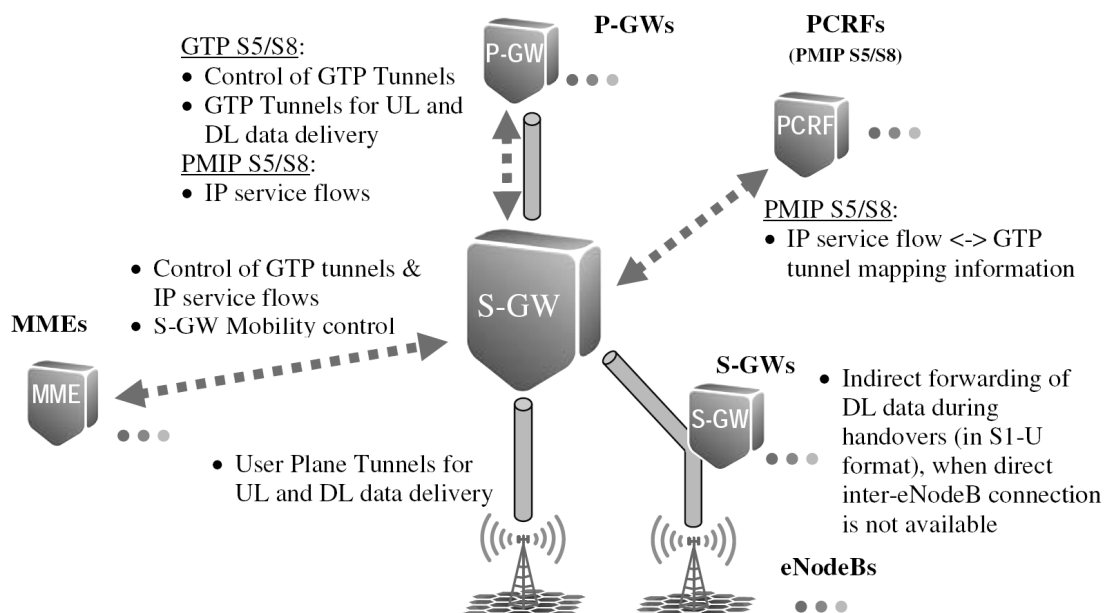 P-GWs
PCRFs
(PMIP S5/S8)
GTP S5/S8:
• Control of GTP Tunnels
• GTP Tunnels for UL and
DL data delivery
PMIP S5/S8:
• IP service flows
P-GW
PCRF
PMIP S5/S8:
• IP service flow <-> GTP
tunnel mapping information
• Control of GTP tunnels &
IP service flows
• S-GW Mobility control
S-GW
MMEs
MME
S-GWs
S-GW
• Indirect forwarding of
DL data during
handovers (in S1-U
format), when direct
inter-eNodeB connection
is not available
• User Plane Tunnels for
UL and DL data delivery
eNodeBs